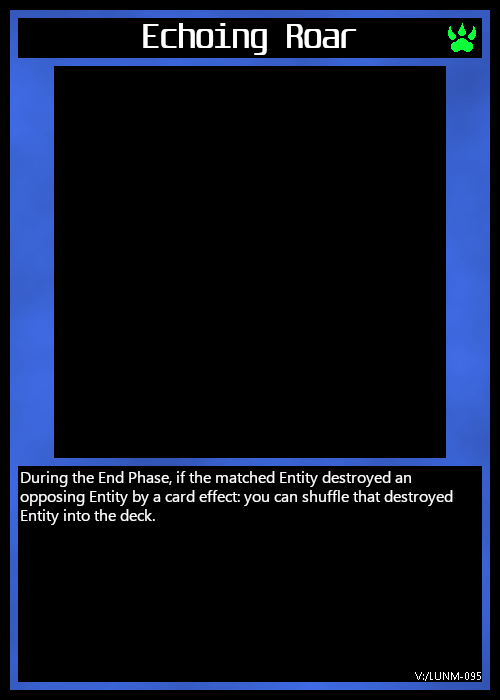 Echoing Roar
During the End Phase, if the matched Entity destroyed an
opposing Entity by a card effect: you can shuffle that destroyed
Entity into the deck.
V:/LUNM-095